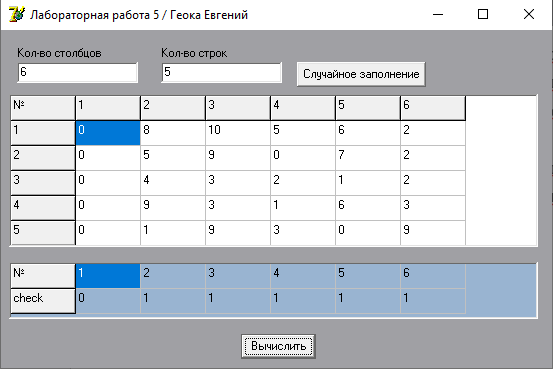 Лабораторная работа 5 / Геока Евгений
Кол-во столбцов Кол-во строк
6 5 Случайное заполнение
№ 1 2 3 4 5 6
1 0 8 10 5 6 2
2 0 5 9 0 7 2
3 0 4 3 2 1 2
4 0 9 3 1 6 3
5 0 1 9 3 0 9
№ 1 2 3 4 5 6
check 0 1 1 1 1 1
Вычислить